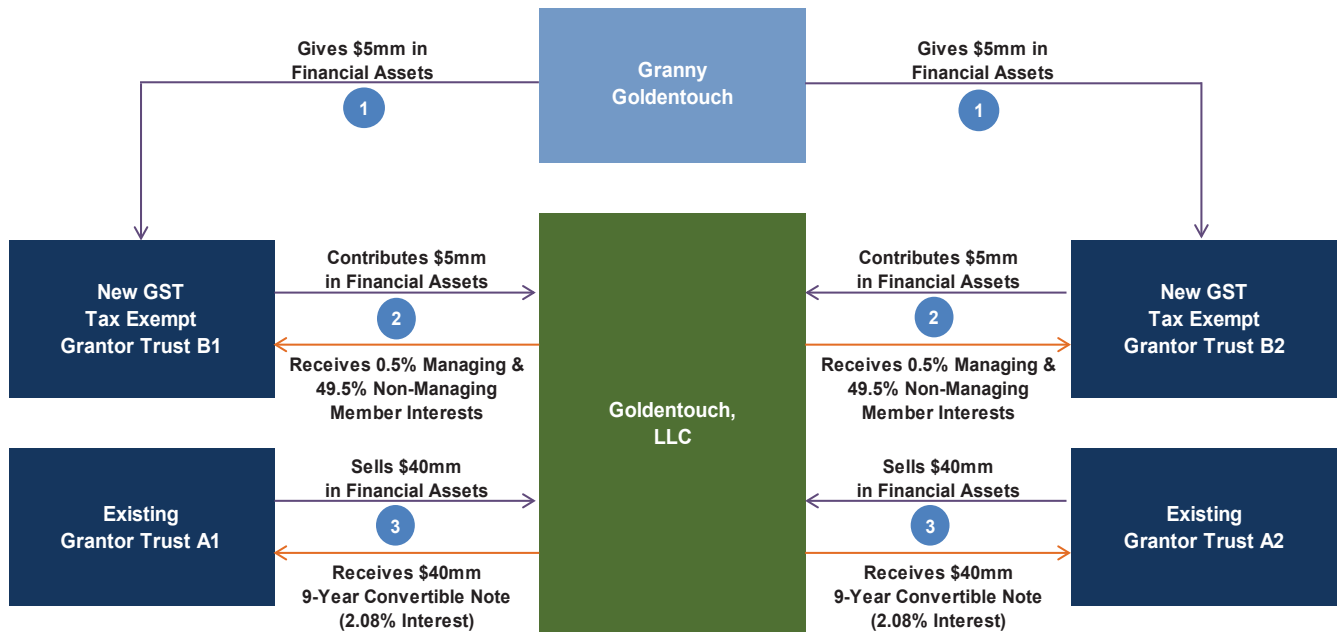 Gives $5mm in
Financial Assets
1
Granny
Goldentouch
Gives $5mm in
Financial Assets
1
New GST
Tax Exempt
Grantor Trust B1
Contributes $5mm
in Financial Assets
2
Receives 0.5% Managing &
49.5% Non-Managing
Member Interests
Goldentouch,
LLC
Contributes $5mm
in Financial Assets
2
Receives 0.5% Managing &
49.5% Non-Managing
Member Interests
New GST
Tax Exempt
Grantor Trust B2
Existing
Grantor Trust A1
Sells $40mm
in Financial Assets
3
Receives $40mm
9-Year Convertible Note
(2.08% Interest)
Sells $40mm
in Financial Assets
3
Receives $40mm
9-Year Convertible Note
(2.08% Interest)
Existing
Grantor Trust A2